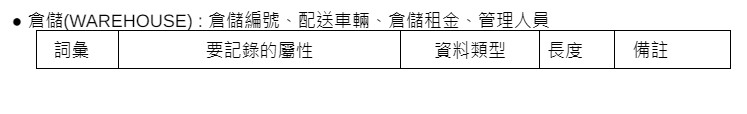 ● 倉儲(WAREHOUSE) : 倉儲編號、配送車輛、倉儲租金、管理人員
詞彙 要記錄的屬性 資料類型 長度 備註